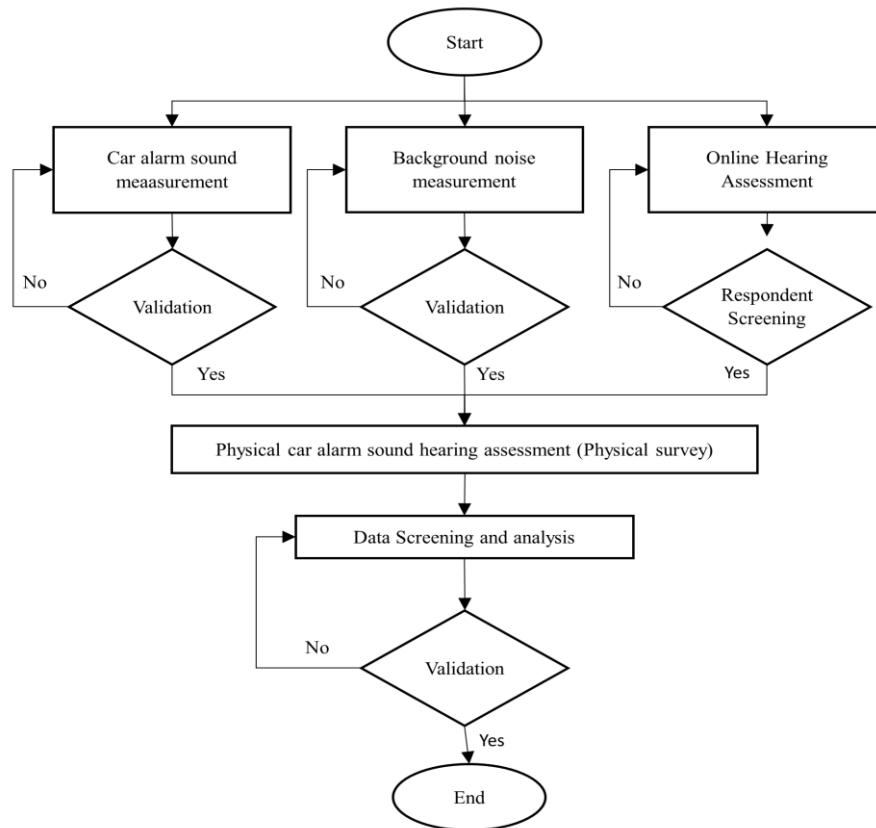 Start
Car alarm sound
meaasurement
Background noise
measurement
Online Hearing
Assessment
No
Validation
No
Validation
No
Respondent
Screening
Yes
Yes
Yes
Physical car alarm sound hearing assessment (Physical survey)
Data Screening and analysis
No
Validation
Yes
End